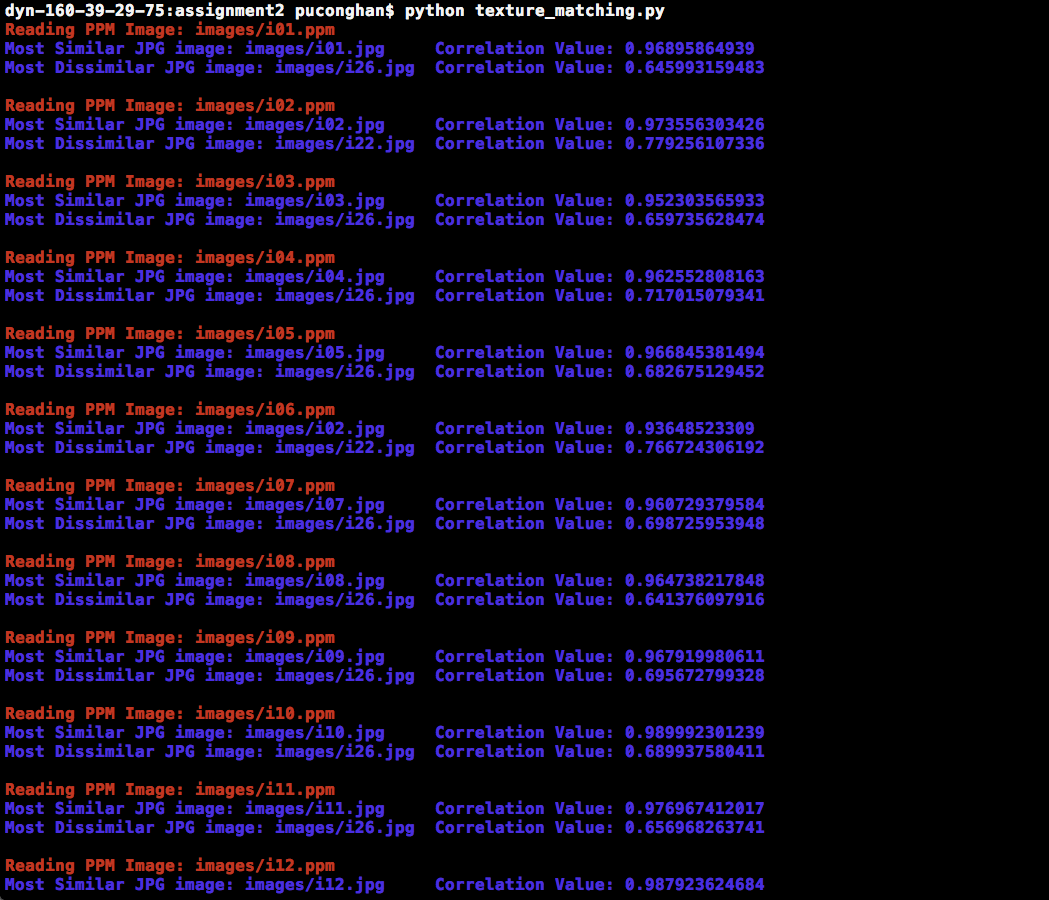 dyn-160-39-29-75:assignment2 puconghan$ python texture_matching.py
Reading PPM Image: images/i01.ppm
Most Similar JPG image: images/i01.jpg Correlation Value: 0.96895864939
Most Dissimilar JPG image: images/i26.jpg Correlation Value: 0.645993159483
Reading PPM Image: images/i02.ppm
Most Similar JPG image: images/i02.jpg Correlation Value: 0.973556303426
Most Dissimilar JPG image: images/i22.jpg Correlation Value: 0.779256107336
Reading PPM Image: images/i03.ppm
Most Similar JPG image: images/i03.jpg Correlation Value: 0.952303565933
Most Dissimilar JPG image: images/i26.jpg Correlation Value: 0.659735628474
Reading PPM Image: images/i04.ppm
Most Similar JPG image: images/i04.jpg Correlation Value: 0.962552808163
Most Dissimilar JPG image: images/i26.jpg Correlation Value: 0.717015079341
Reading PPM Image: images/i05.ppm
Most Similar JPG image: images/i05.jpg Correlation Value: 0.966845381494
Most Dissimilar JPG image: images/i26.jpg Correlation Value: 0.682675129452
Reading PPM Image: images/i06.ppm
Most Similar JPG image: images/i02.jpg Correlation Value: 0.93648523309
Most Dissimilar JPG image: images/i22.jpg Correlation Value: 0.766724306192
Reading PPM Image: images/i07.ppm
Most Similar JPG image: images/i07.jpg Correlation Value: 0.960729379584
Most Dissimilar JPG image: images/i26.jpg Correlation Value: 0.698725953948
Reading PPM Image: images/i08.ppm
Most Similar JPG image: images/i08.jpg Correlation Value: 0.964738217848
Most Dissimilar JPG image: images/i26.jpg Correlation Value: 0.641376097916
Reading PPM Image: images/i09.ppm
Most Similar JPG image: images/i09.jpg Correlation Value: 0.967919980611
Most Dissimilar JPG image: images/i26.jpg Correlation Value: 0.695672799328
Reading PPM Image: images/i10.ppm
Most Similar JPG image: images/i10.jpg Correlation Value: 0.989992301239
Most Dissimilar JPG image: images/i26.jpg Correlation Value: 0.689937580411
Reading PPM Image: images/i11.ppm
Most Similar JPG image: images/i11.jpg Correlation Value: 0.976967412017
Most Dissimilar JPG image: images/i26.jpg Correlation Value: 0.656968263741
Reading PPM Image: images/i12.ppm
Most Similar JPG image: images/i12.jpg Correlation Value: 0.987923624684